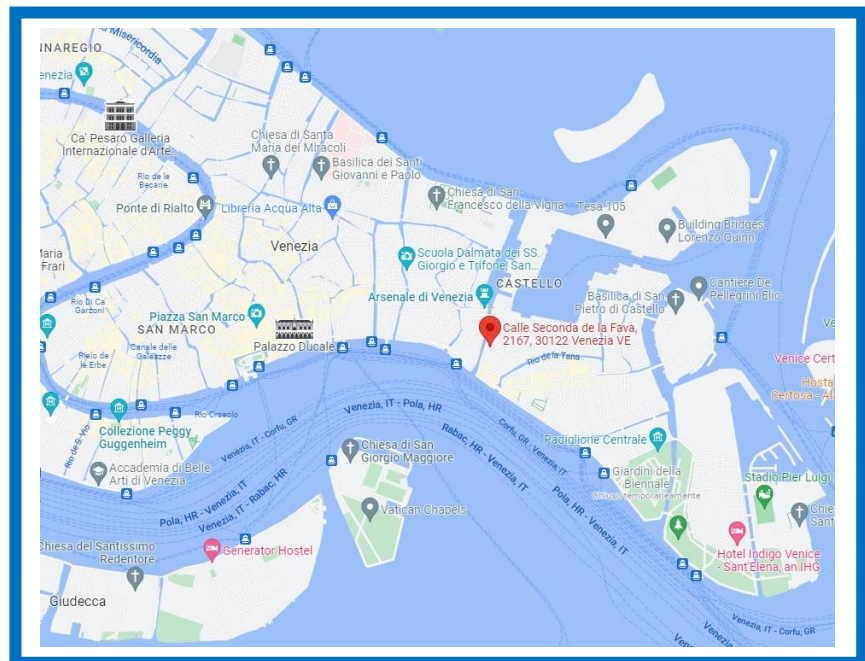 NNAREGIO
Misericordia
enezia
Ca' Pesaro Galleria
Internazionale d'Arte
Chiesa di Santa
Maria dei Miracoli
Basilica dei Santi
Giovanni e Paolo
Rio de le
Becarie
Chiesa di San
Francesco della Vigna
Ponte di Rialto
Libreria Acqua Alta
Tesa 105
Building Bridges
Lorenzo Quinn
Venezia
Maria
Frari
Scuola Dalmata dei SS.
Giorgio e Trifone, San...
CASTELLO
Cantiere De
Pellegrini Elio
Arsenale di Venezia
Basilica di San
Pietro di Castello
Rio Di Ca'
Garzoni
Piazza San Marco
SAN MARCO
Calle Seconda de la Fava,
2167, 30122 Venezia VE
Palazzo Ducale
Canale delle
Galeazze
Rielo de
le Erbe
Rio de la Tana
Venice Cert
Hosta
Certosa - Al
Venezia, IT - Pola, HR
Rio Orseolo
Collezione Peggy
Guggenheim
Rio de S. Vio
Venezia, IT - Corfu, GR
Rabac, HR - Venezia, IT
Corfu, GR - Venezia, IT
Padiglione Centrale
Chiesa di San
Giorgio Maggiore
Accademia di Belle
Arti di Venezia
Giardini della
Biennale
Chiuso temporaneamente
Stadio Pier Luigi
Pola, HR - Venezia, IT
Venezia, IT - Rabac, HR
Pola, HR - Venezia, IT
Vatican Chapels
Chie
Sant
Chiesa del Santissimo
Redentore
Generator Hostel
Hotel Indigo Venice
- Sant'Elena, an IHG
Giudecca
Venezia, IT - Corfu, GR
Venezia, IT